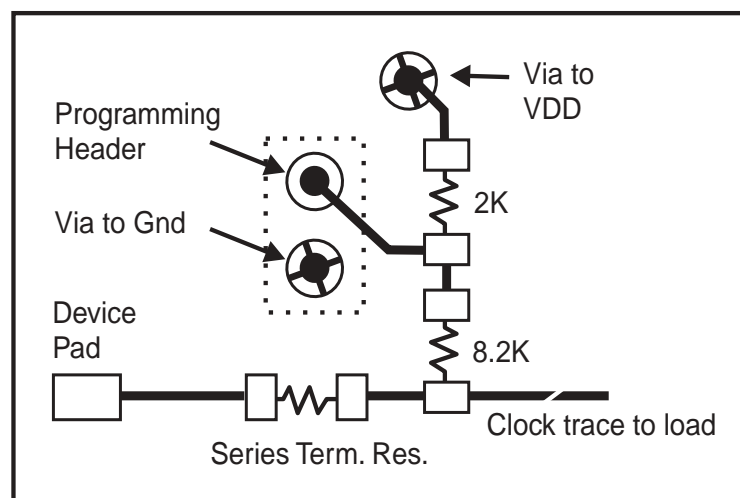 Via to
VDD
Programming
Header
2K
Via to Gnd
Device
Pad
8.2K
Clock trace to load
Series Term. Res.